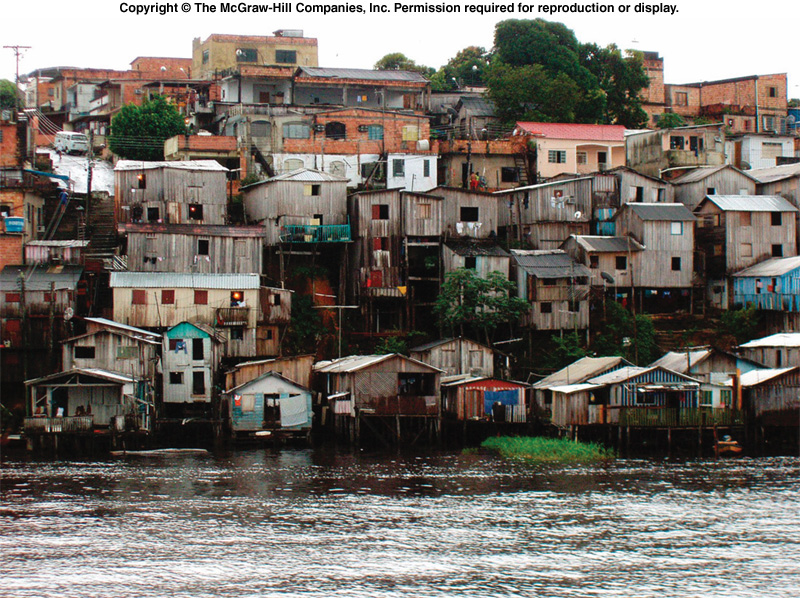 Copyright © The McGraw-Hill Companies, Inc. Permission required for reproduction or display.